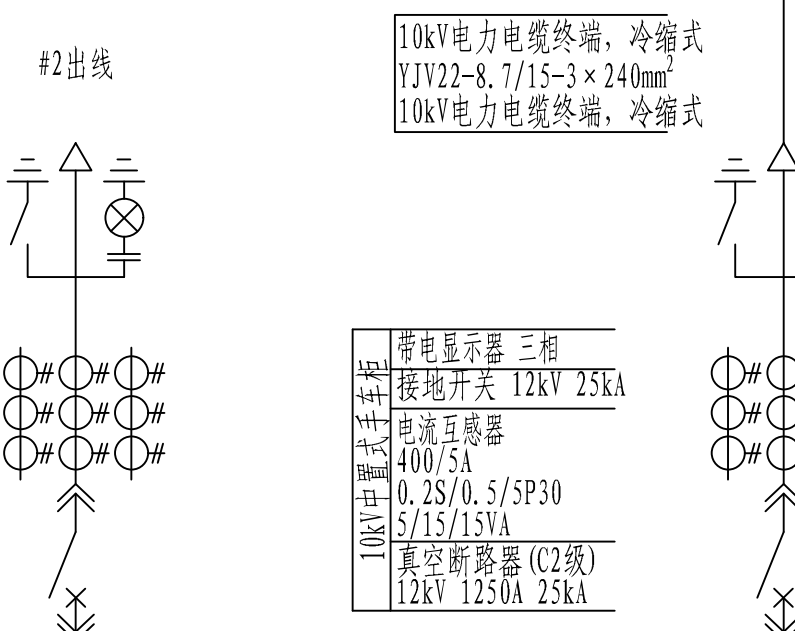 #2出线
10kV电力电缆终端，冷缩式
YJV22-8.7/15-3×240mm²
10kV电力电缆终端，冷缩式
10kV中置式手车柜
带电显示器 三相
接地开关 12kV 25kA
电流互感器
400/5A
0.2S/0.5/5P30
5/15/15VA
真空断路器(C2级)
12kV 1250A 25kA